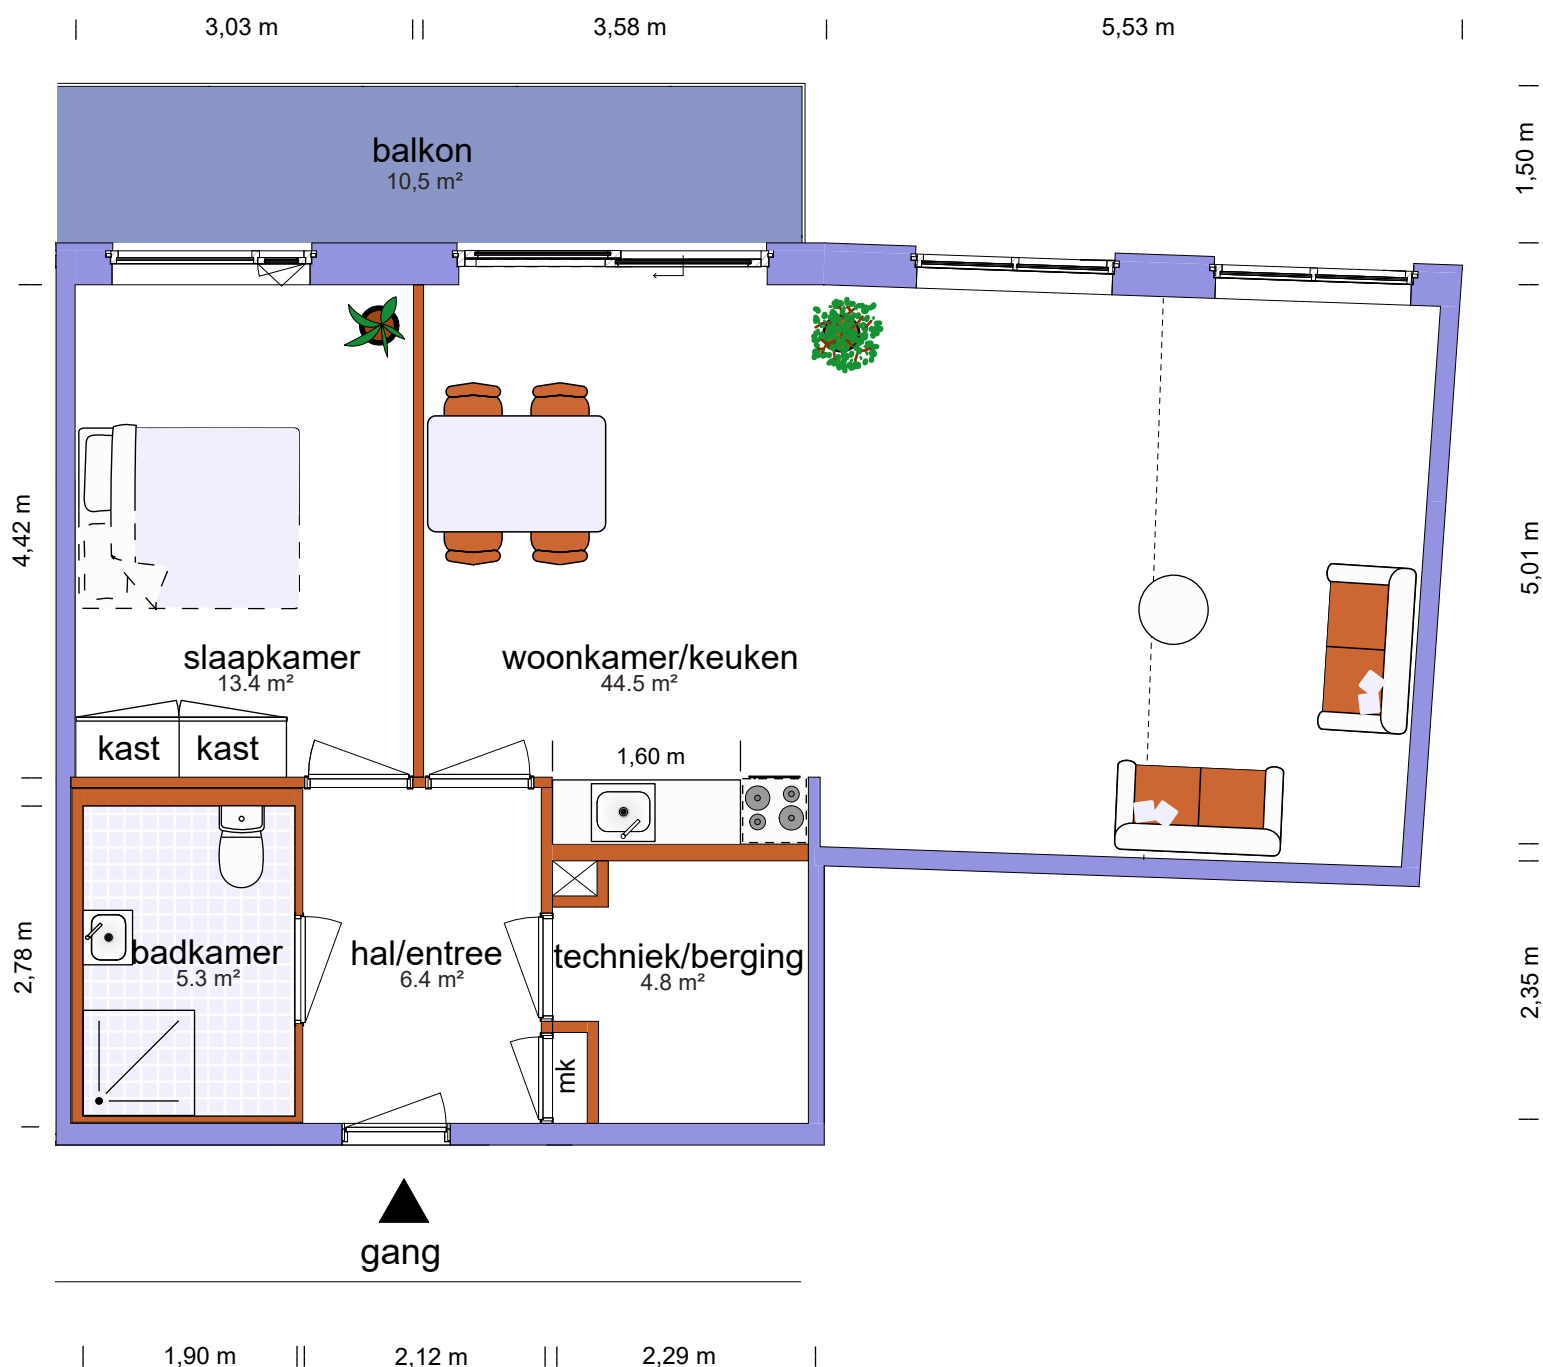 3,03 m
3,58 m
5,53 m
balkon
10,5 m²
1,50 m
4,42 m
5,01 m
slaapkamer
13.4 m²
woonkamer/keuken
44.5 m²
kast
kast
1,60 m
badkamer
5.3 m²
hal/entree
6.4 m²
techniek/berging
4.8 m²
2,78 m
2,35 m
mk
gang
1,90 m
2,12 m
2,29 m